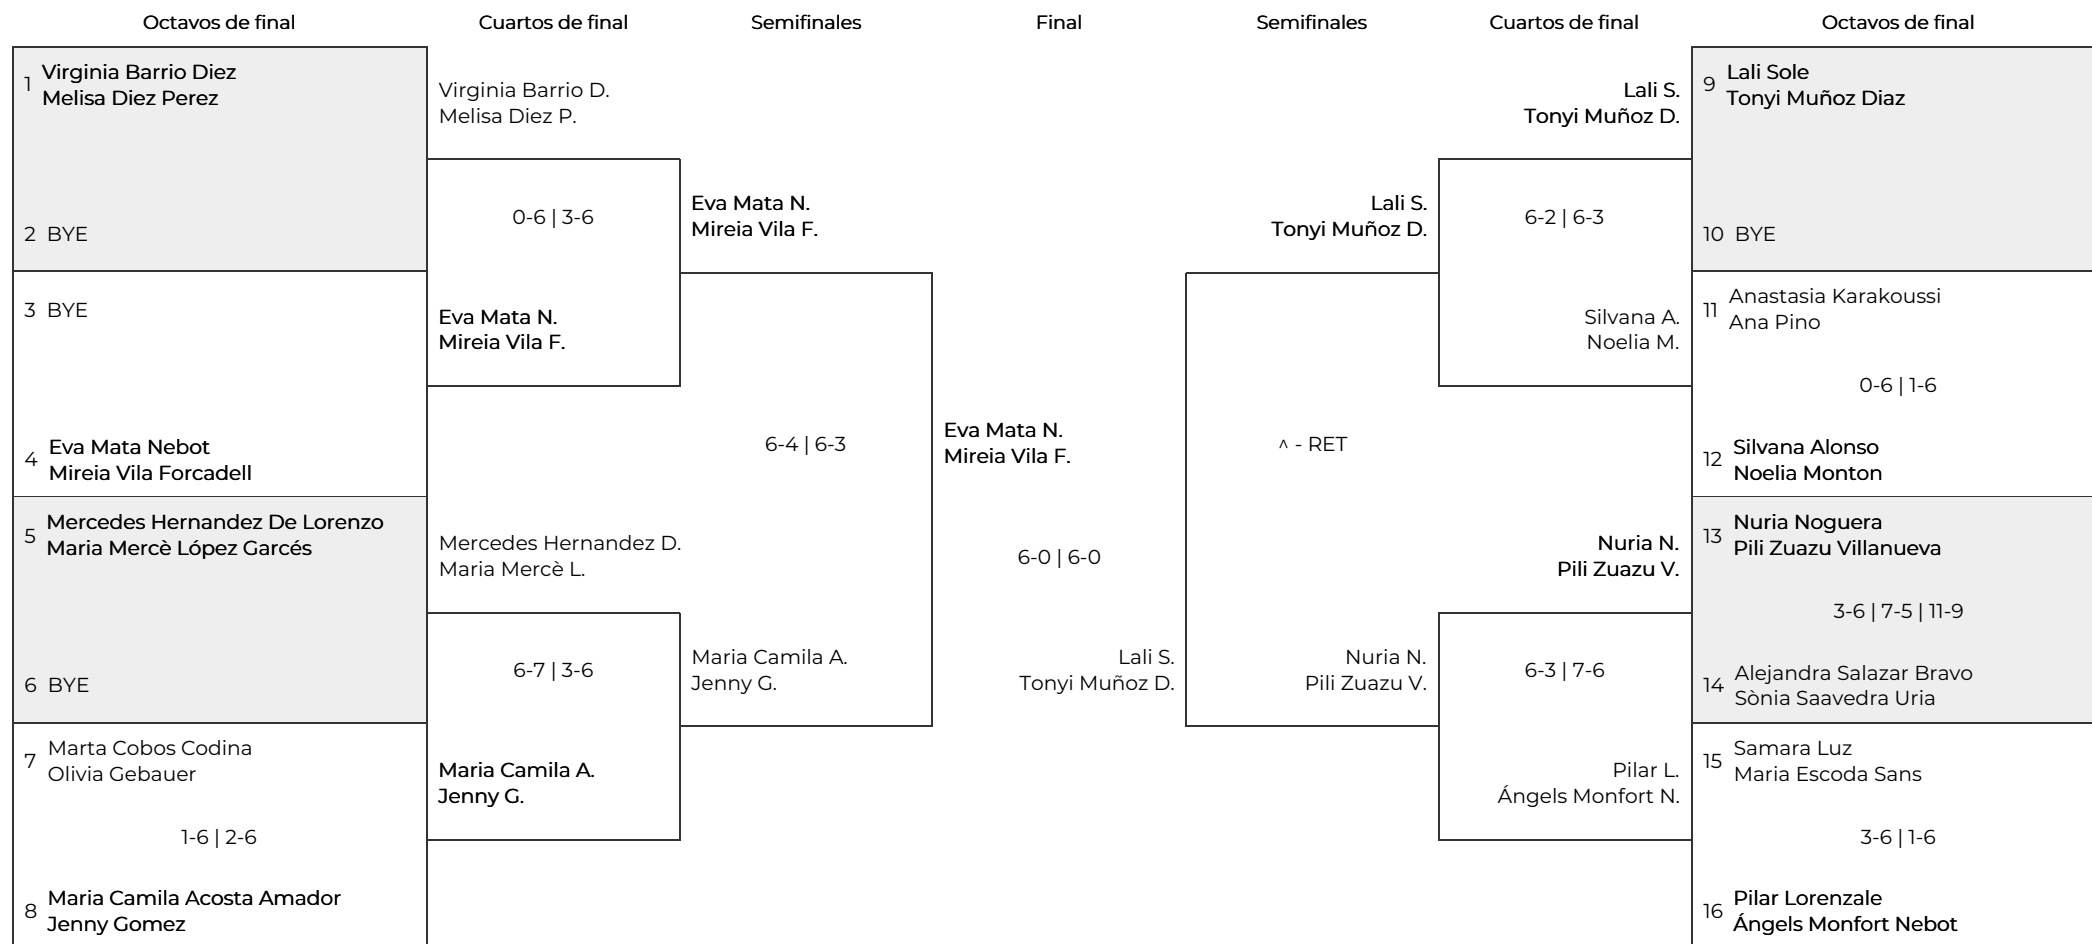 Octavos de final
Cuartos de final
Semifinales
Final
Semifinales
Cuartos de final
Octavos de final
1 Virginia Barrio Diez
Melisa Diez Perez
2 BYE
3 BYE
4 Eva Mata Nebot
Mireia Vila Forcadell
5 Mercedes Hernandez De Lorenzo
Maria Mercè López Garcés
6 BYE
7 Marta Cobos Codina
Olivia Gebauer
1-6 | 2-6
8 Maria Camila Acosta Amador
Jenny Gomez
Virginia Barrio D.
Melisa Diez P.
0-6 | 3-6
Eva Mata N.
Mireia Vila F.
Mercedes Hernandez D.
Maria Mercè L.
6-7 | 3-6
Maria Camila A.
Jenny G.
Eva Mata N.
Mireia Vila F.
6-4 | 6-3
Maria Camila A.
Jenny G.
Eva Mata N.
Mireia Vila F.
6-0 | 6-0
Lali S.
Tonyi Muñoz D.
Lali S.
Tonyi Muñoz D.
^ - RET
Nuria N.
Pili Zuazu V.
Lali S.
Tonyi Muñoz D.
6-2 | 6-3
Silvana A.
Noelia M.
Nuria N.
Pili Zuazu V.
6-3 | 7-6
Pilar L.
Ángels Monfort N.
9 Lali Sole
Tonyi Muñoz Diaz
10 BYE
11 Anastasia Karakoussi
Ana Pino
0-6 | 1-6
12 Silvana Alonso
Noelia Monton
13 Nuria Noguera
Pili Zuazu Villanueva
3-6 | 7-5 | 11-9
14 Alejandra Salazar Bravo
Sònia Saavedra Uria
15 Samara Luz
Maria Escoda Sans
3-6 | 1-6
16 Pilar Lorenzale
Ángels Monfort Nebot